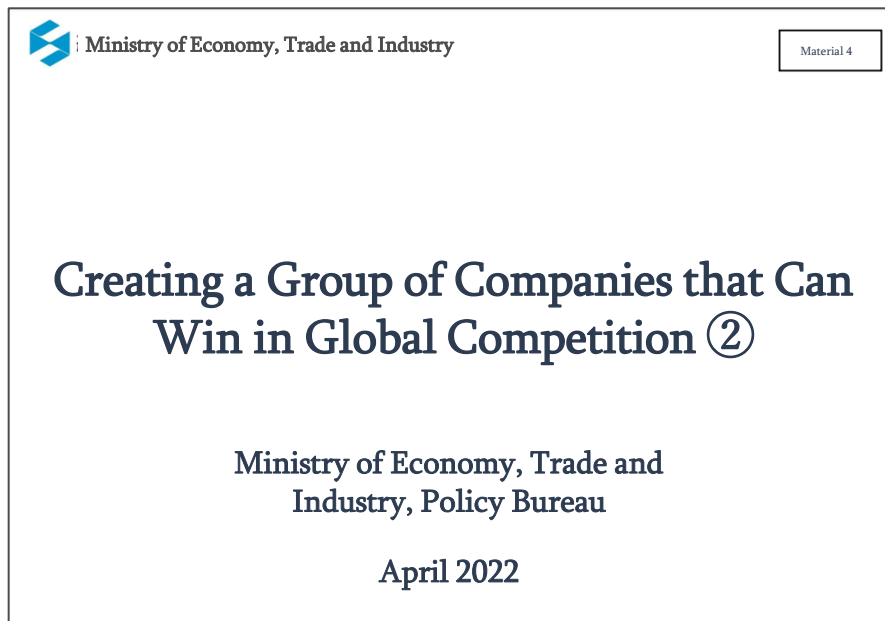 Ministry of Economy, Trade and Industry
Material 4
Creating a Group of Companies that Can
Win in Global Competition ②
Ministry of Economy, Trade and
Industry, Policy Bureau
April 2022